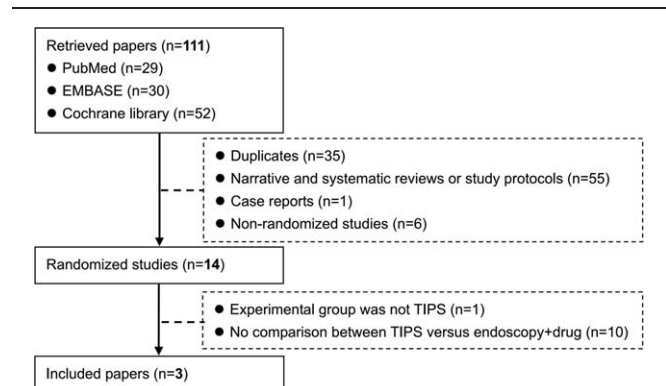 Retrieved papers (n=111)
● PubMed (n=29)
● EMBASE (n=30)
● Cochrane library (n=52)
● Duplicates (n=35)
● Narrative and systematic reviews or study protocols (n=55)
● Case reports (n=1)
● Non-randomized studies (n=6)
Randomized studies (n=14)
● Experimental group was not TIPS (n=1)
● No comparison between TIPS versus endoscopy+drug (n=10)
Included papers (n=3)